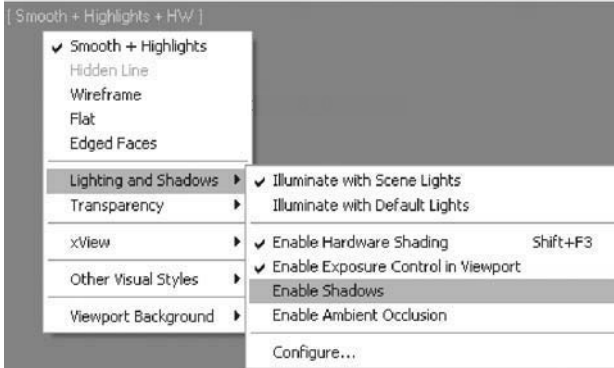 [ Smooth + Highlights + HW ]
Smooth + Highlights
Hidden Line
Wireframe
Flat
Edged Faces
Lighting and Shadows
Transparency
xView
Other Visual Styles
Viewport Background
Illuminate with Scene Lights
Illuminate with Default Lights
Enable Hardware Shading Shift+F3
Enable Exposure Control in Viewport
Enable Shadows
Enable Ambient Occlusion
Configure...